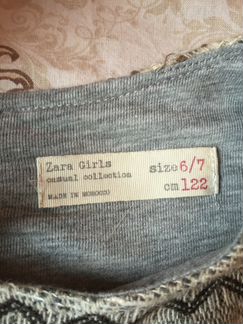 Zara Girls size 6/7
casual collection
MADE IN MOROCCO cm 122